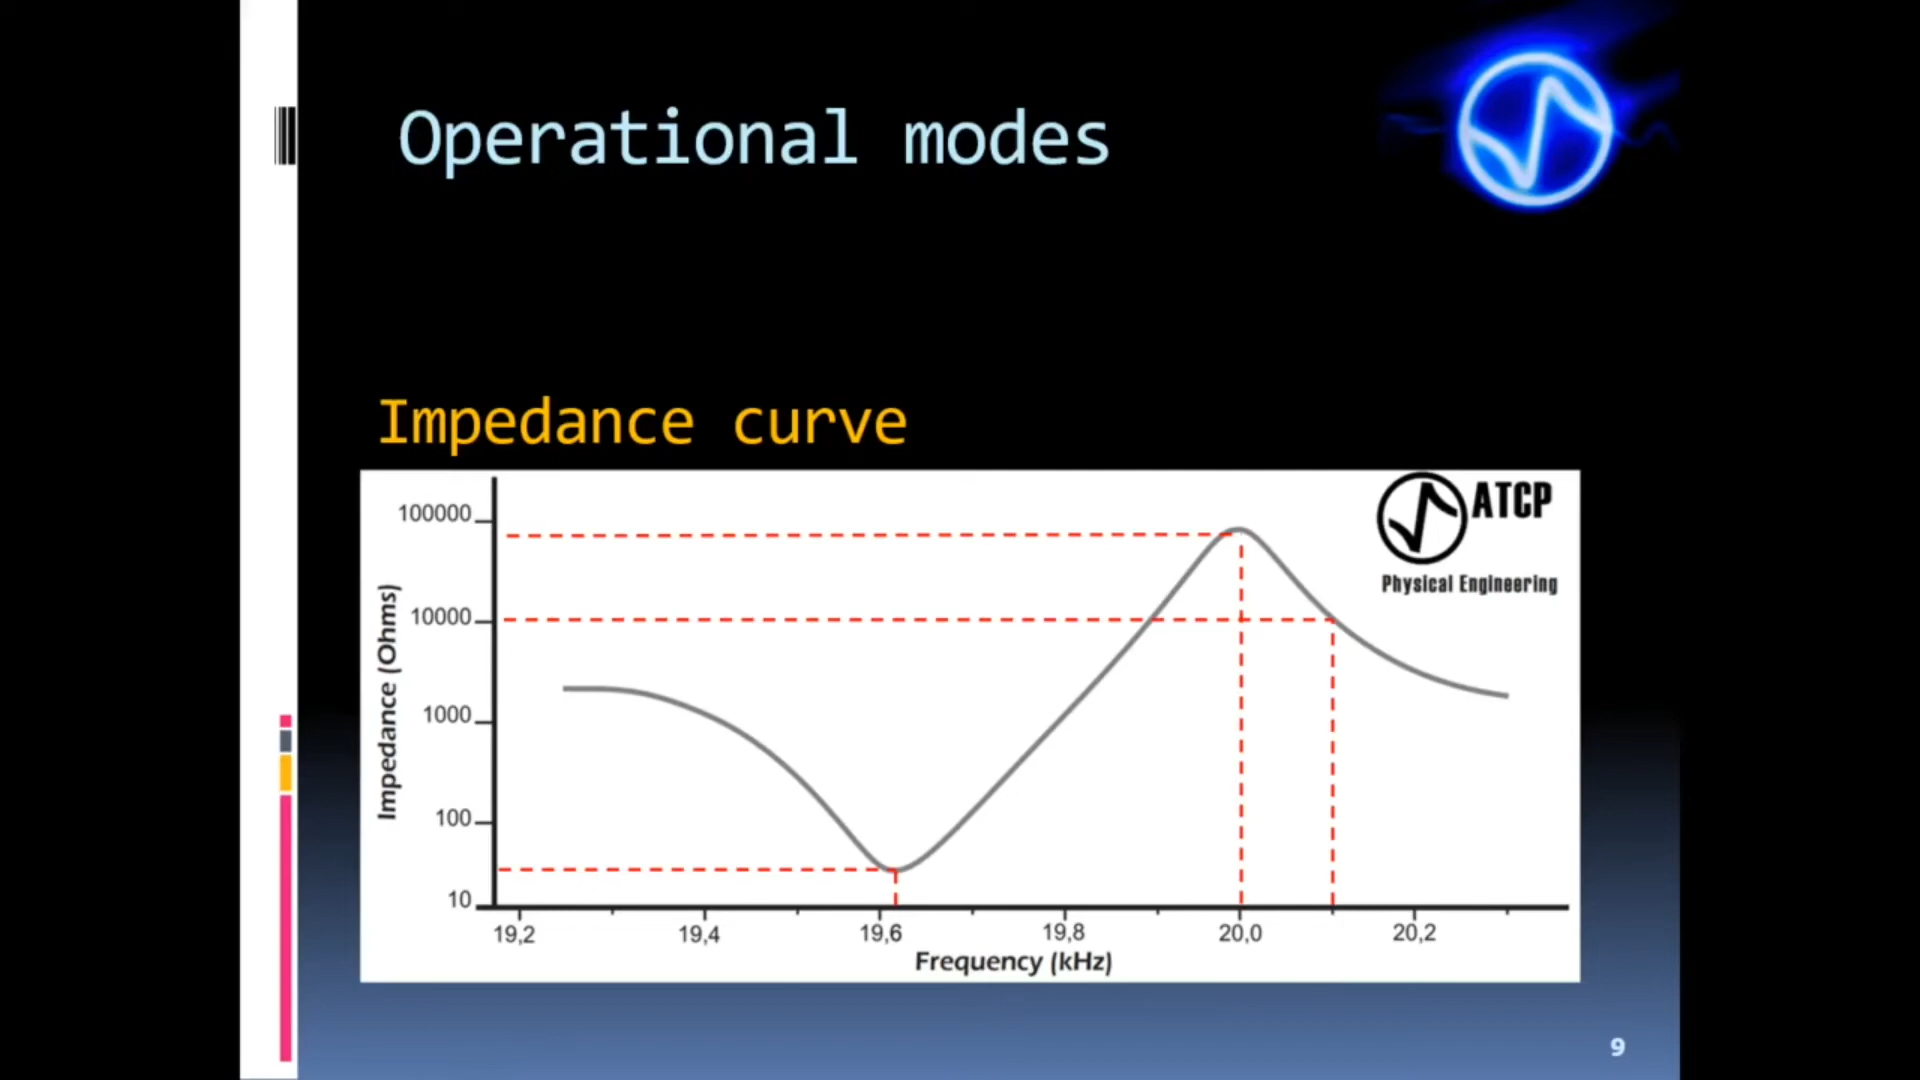 Operational modes
Impedance curve
ATCP
Physical Engineering
100000
10000
1000
100
10
Impedance (Ohms)
19,2 19,4 19,6 19,8 20,0 20,2
Frequency (kHz)
9